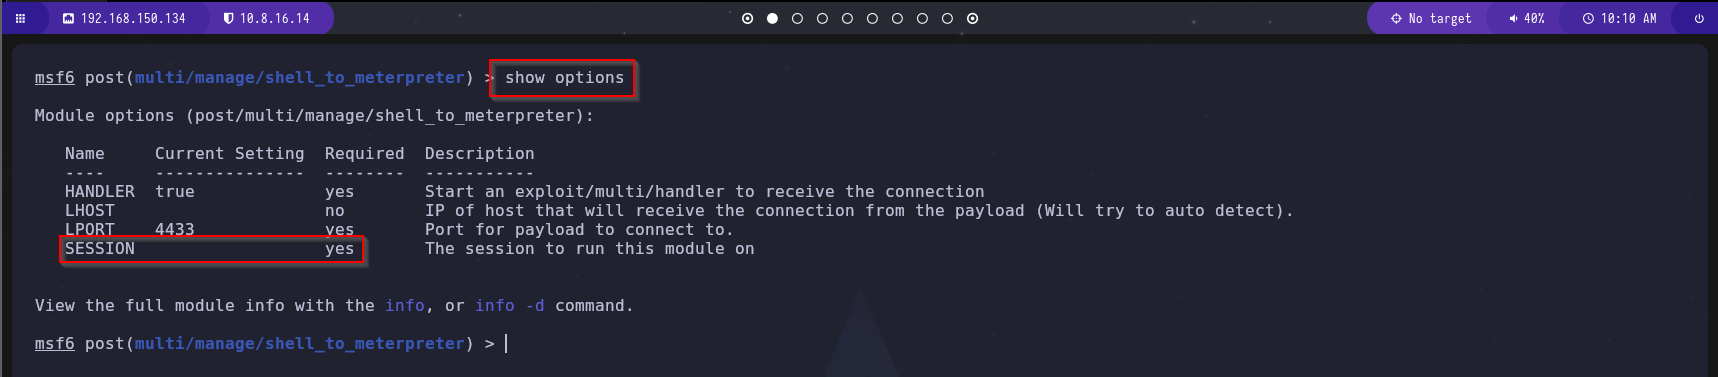 192.168.150.134 10.8.16.14 No target 40% 10:10 AM
msf6 post(multi/manage/shell_to_meterpreter) > show options
Module options (post/multi/manage/shell_to_meterpreter):
Name Current Setting Required Description
---- --------------- -------- -----------
HANDLER true yes Start an exploit/multi/handler to receive the connection
LHOST no IP of host that will receive the connection from the payload (Will try to auto detect).
LPORT 4433 yes Port for payload to connect to.
SESSION yes The session to run this module on
View the full module info with the info, or info -d command.
msf6 post(multi/manage/shell_to_meterpreter) >